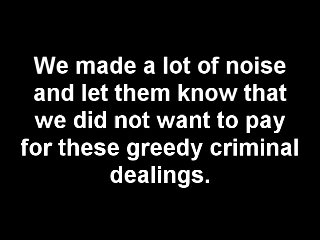 We made a lot of noise
and let them know that
we did not want to pay
for these greedy criminal
dealings.